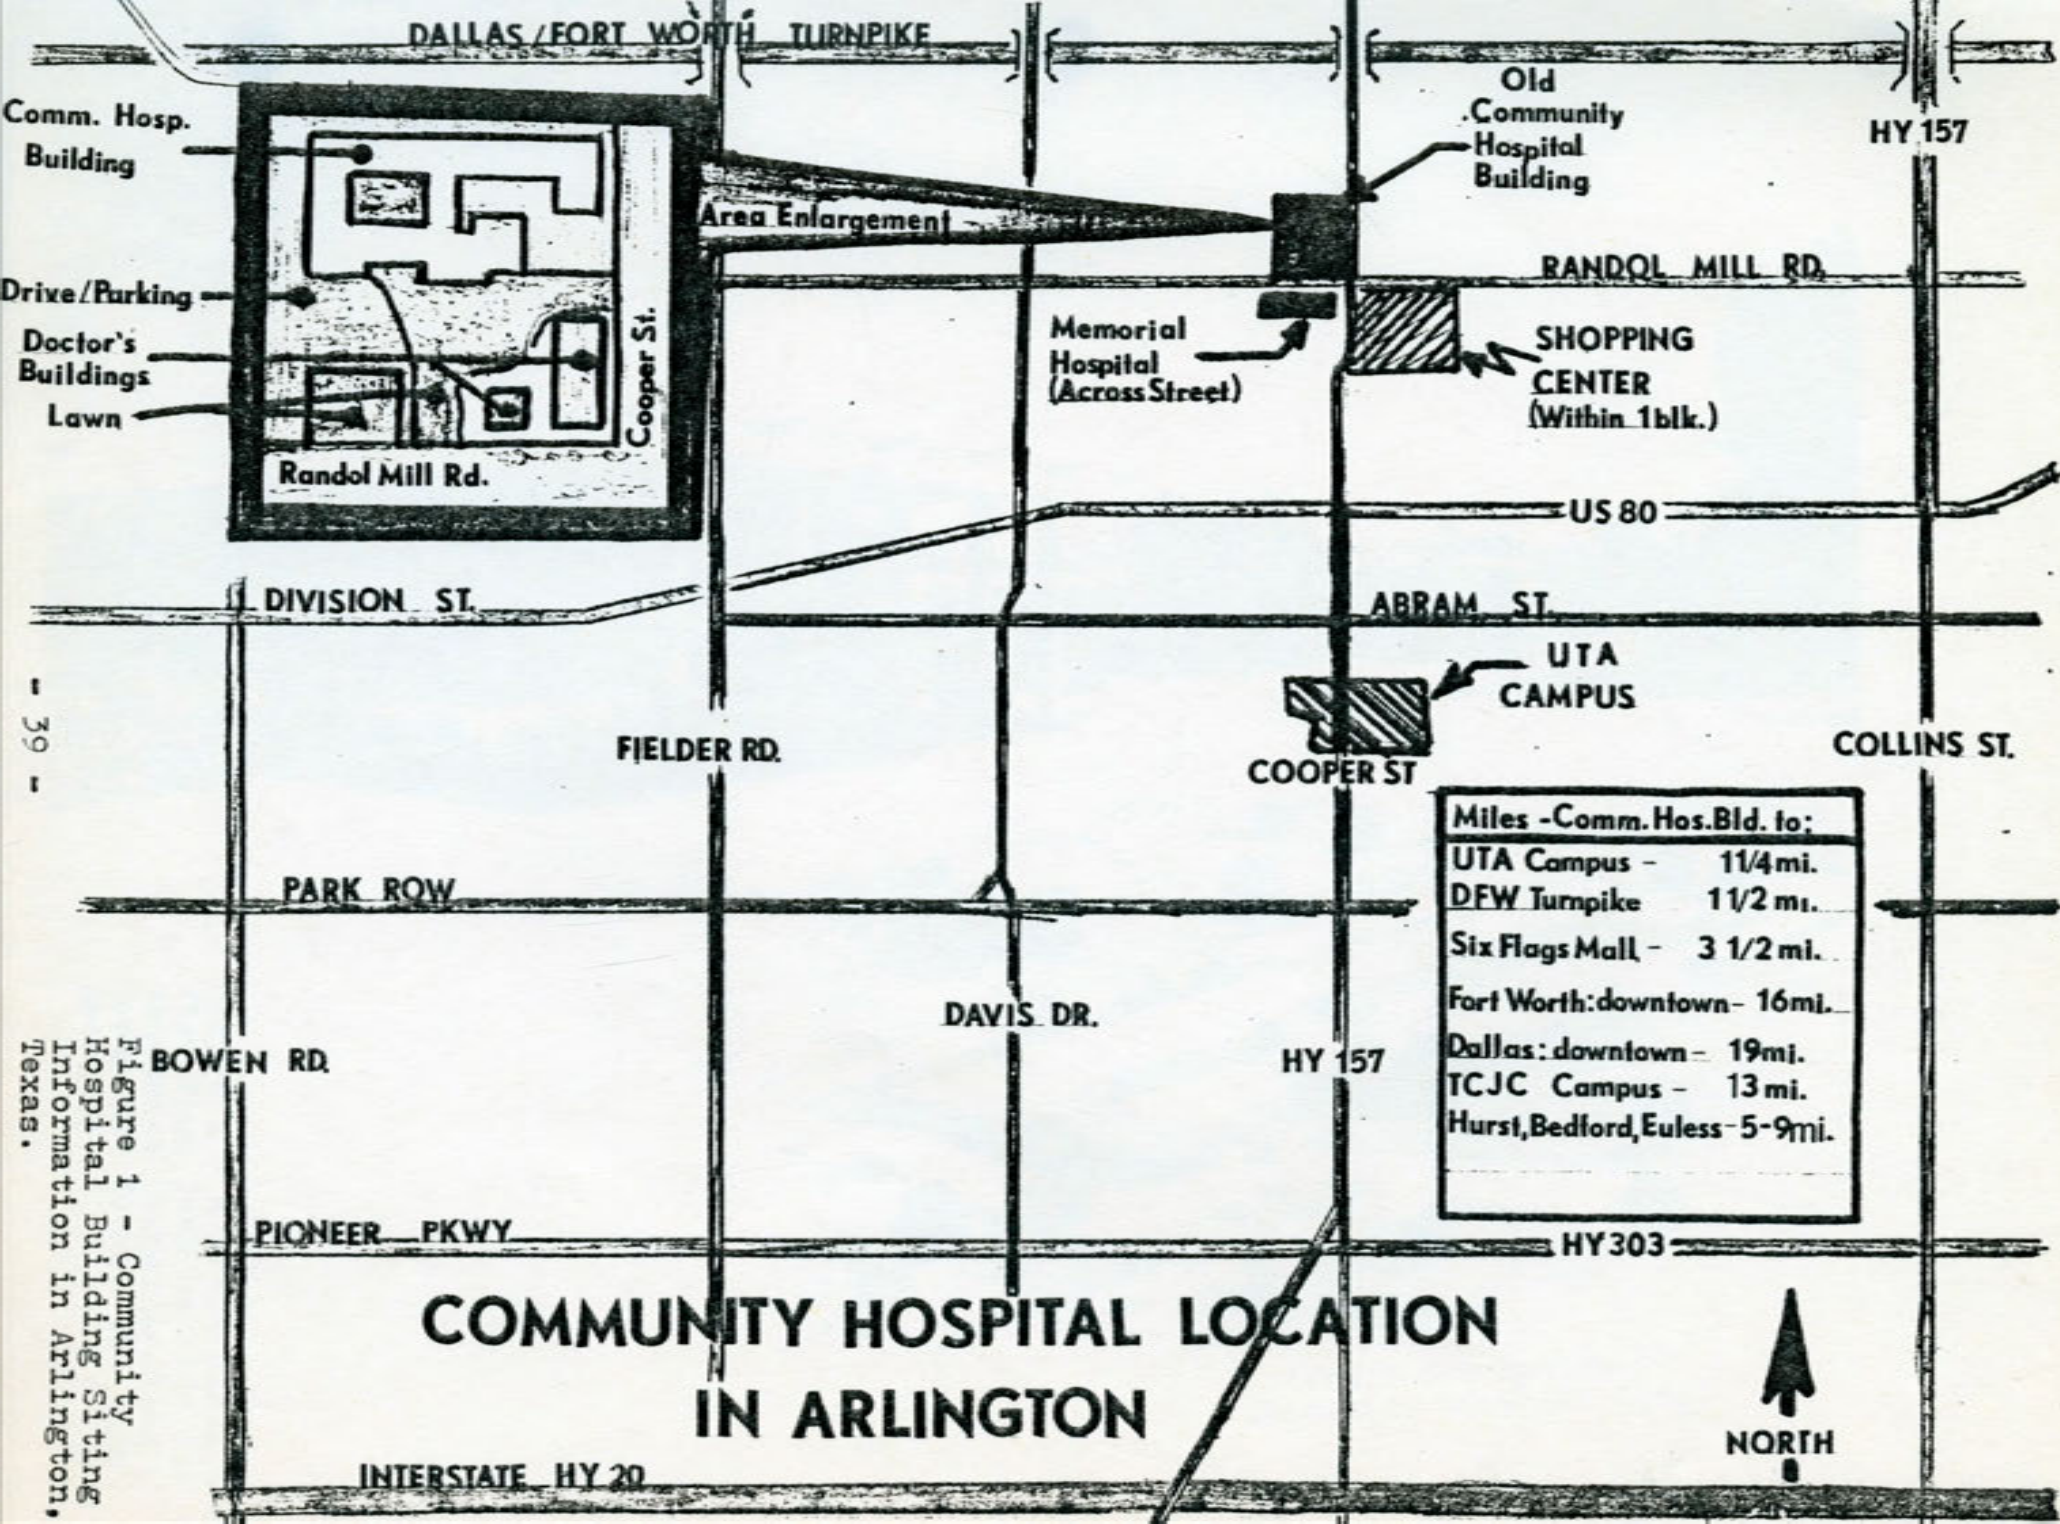 DALLAS/FORT WORTH TURNPIKE
Comm. Hosp.
Building
Drive/Parking
Doctor's
Buildings
Lawn
Cooper St.
Randol Mill Rd.
Area Enlargement
Old
Community
Hospital
Building
HY 157
RANDOL MILL RD.
Memorial
Hospital
(Across Street)
SHOPPING
CENTER
(Within 1blk.)
US 80
DIVISION ST.
ABRAM ST.
UTA
CAMPUS
FIELDER RD.
COOPER ST
COLLINS ST.
Miles -Comm.Hos.Bld. to:
UTA Campus - 11/4mi.
DFW Turnpike 11/2 mi.
Six Flags Mall - 3 1/2 mi.
Fort Worth:downtown- 16mi.
Dallas: downtown- 19mi.
TCJC Campus - 13mi.
Hurst,Bedford,Euless-5-9mi.
PARK ROW
DAVIS DR.
BOWEN RD.
HY 157
PIONEER PKWY
HY303
COMMUNITY HOSPITAL LOCATION
IN ARLINGTON
NORTH
INTERSTATE HY 20
- 39 -
Figure 1 - Community
Hospital Building Siting
Information in Arlington,
Texas.